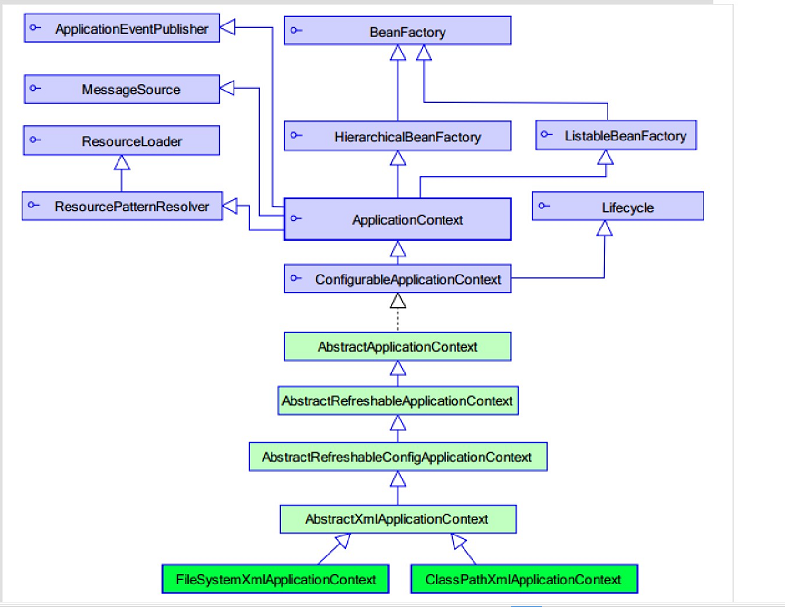 ApplicationEventPublisher
BeanFactory
MessageSource
ResourceLoader
HierarchicalBeanFactory
ListableBeanFactory
ResourcePatternResolver
ApplicationContext
Lifecycle
ConfigurableApplicationContext
AbstractApplicationContext
AbstractRefreshableApplicationContext
AbstractRefreshableConfigApplicationContext
AbstractXmlApplicationContext
FileSystemXmlApplicationContext
ClassPathXmlApplicationContext